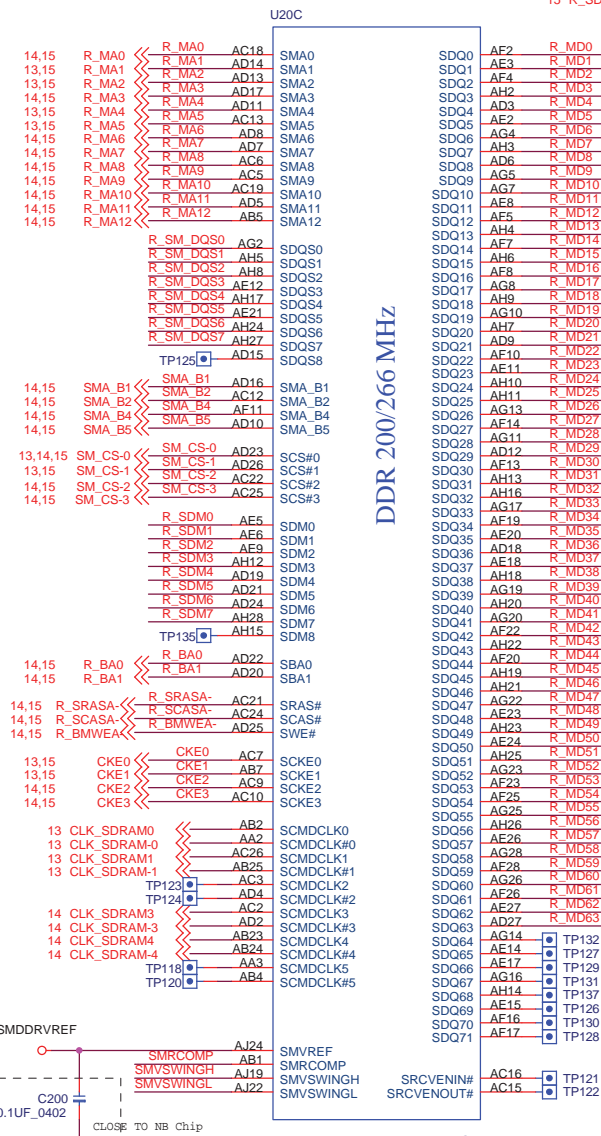 U20C
14,15 R_MA0 R_MA0 AC18 SMA0
13,15 R_MA1 R_MA1 AD14 SMA1
14,15 R_MA2 R_MA2 AD13 SMA2
14,15 R_MA3 R_MA3 AD17 SMA3
13,15 R_MA4 R_MA4 AD11 SMA4
13,15 R_MA5 R_MA5 AC13 SMA5
14,15 R_MA6 R_MA6 AD8 SMA6
14,15 R_MA7 R_MA7 AD7 SMA7
14,15 R_MA8 R_MA8 AC6 SMA8
14,15 R_MA9 R_MA9 AC5 SMA9
14,15 R_MA10 R_MA10 AC19 SMA10
14,15 R_MA11 R_MA11 AD5 SMA11
14,15 R_MA12 R_MA12 AB5 SMA12
R_SM_DQS0 AG2 SDQS0
R_SM_DQS1 AH5 SDQS1
R_SM_DQS2 AH8 SDQS2
R_SM_DQS3 AE12 SDQS3
R_SM_DQS4 AH17 SDQS4
R_SM_DQS5 AE21 SDQS5
R_SM_DQS6 AH24 SDQS6
R_SM_DQS7 AH27 SDQS7
TP125 AD15 SDQS8
14,15 SMA_B1 SMA_B1 AD16 SMA_B1
14,15 SMA_B2 SMA_B2 AC12 SMA_B2
14,15 SMA_B4 SMA_B4 AF11 SMA_B4
14,15 SMA_B5 SMA_B5 AD10 SMA_B5
13,14,15 SM_CS-0 SM_CS-0 AD23 SCS#0
13,15 SM_CS-1 SM_CS-1 AD26 SCS#1
14,15 SM_CS-2 SM_CS-2 AC22 SCS#2
14,15 SM_CS-3 SM_CS-3 AC25 SCS#3
R_SDM0 AE5 SDM0
R_SDM1 AE6 SDM1
R_SDM2 AE9 SDM2
R_SDM3 AH12 SDM3
R_SDM4 AD19 SDM4
R_SDM5 AD21 SDM5
R_SDM6 AD24 SDM6
R_SDM7 AH28 SDM7
TP135 AH15 SDM8
14,15 R_BA0 R_BA0 AD22 SBA0
14,15 R_BA1 R_BA1 AD20 SBA1
14,15 R_SRASA- R_SRASA- AC21 SRAS#
14,15 R_SCASA- R_SCASA- AC24 SCAS#
14,15 R_BMWEA- R_BMWEA- AD25 SWE#
13,15 CKE0 CKE0 AC7 SCKE0
13,15 CKE1 CKE1 AB7 SCKE1
14,15 CKE2 CKE2 AC9 SCKE2
14,15 CKE3 CKE3 AC10 SCKE3
13 CLK_SDRAM0 AB2 SCMDCLK0
13 CLK_SDRAM-0 AA2 SCMDCLK#0
13 CLK_SDRAM1 AC26 SCMDCLK1
13 CLK_SDRAM-1 AB25 SCMDCLK#1
TP123 AC3 SCMDCLK2
TP124 AD4 SCMDCLK#2
14 CLK_SDRAM3 AC2 SCMDCLK3
14 CLK_SDRAM-3 AD2 SCMDCLK#3
14 CLK_SDRAM4 AB23 SCMDCLK4
14 CLK_SDRAM-4 AB24 SCMDCLK#4
TP118 AA3 SCMDCLK5
TP120 AB4 SCMDCLK#5
SMDDRVREF
AJ24 SMVREF
SMRCOMP AB1 SMRCOMP
SMVSWINGH AJ19 SMVSWINGH
SMVSWINGL AJ22 SMVSWINGL
C200
0.1UF_0402
CLOSE TO NB Chip
DDR 200/266 MHz
SDQ0 AF2 R_MD0
SDQ1 AE3 R_MD1
SDQ2 AF4 R_MD2
SDQ3 AH2 R_MD3
SDQ4 AD3 R_MD4
SDQ5 AE2 R_MD5
SDQ6 AG4 R_MD6
SDQ7 AH3 R_MD7
SDQ8 AD6 R_MD8
SDQ9 AG5 R_MD9
SDQ10 AG7 R_MD10
SDQ11 AE8 R_MD11
SDQ12 AF5 R_MD12
SDQ13 AH4 R_MD13
SDQ14 AF7 R_MD14
SDQ15 AH6 R_MD15
SDQ16 AF8 R_MD16
SDQ17 AG8 R_MD17
SDQ18 AH9 R_MD18
SDQ19 AG10 R_MD19
SDQ20 AH7 R_MD20
SDQ21 AD9 R_MD21
SDQ22 AF10 R_MD22
SDQ23 AE11 R_MD23
SDQ24 AH10 R_MD24
SDQ25 AH11 R_MD25
SDQ26 AG13 R_MD26
SDQ27 AF14 R_MD27
SDQ28 AG11 R_MD28
SDQ29 AD12 R_MD29
SDQ30 AF13 R_MD30
SDQ31 AH13 R_MD31
SDQ32 AH16 R_MD32
SDQ33 AG17 R_MD33
SDQ34 AF19 R_MD34
SDQ35 AE20 R_MD35
SDQ36 AD18 R_MD36
SDQ37 AE18 R_MD37
SDQ38 AH18 R_MD38
SDQ39 AG19 R_MD39
SDQ40 AH20 R_MD40
SDQ41 AG20 R_MD41
SDQ42 AF22 R_MD42
SDQ43 AH22 R_MD43
SDQ44 AF20 R_MD44
SDQ45 AH19 R_MD45
SDQ46 AH21 R_MD46
SDQ47 AG22 R_MD47
SDQ48 AE23 R_MD48
SDQ49 AH23 R_MD49
SDQ50 AE24 R_MD50
SDQ51 AH25 R_MD51
SDQ52 AG23 R_MD52
SDQ53 AF23 R_MD53
SDQ54 AF25 R_MD54
SDQ55 AG25 R_MD55
SDQ56 AH26 R_MD56
SDQ57 AE26 R_MD57
SDQ58 AG28 R_MD58
SDQ59 AF28 R_MD59
SDQ60 AG26 R_MD60
SDQ61 AF26 R_MD61
SDQ62 AE27 R_MD62
SDQ63 AD27 R_MD63
SDQ64 AG14 TP132
SDQ65 AE14 TP127
SDQ66 AE17 TP129
SDQ67 AG16 TP131
SDQ68 AH14 TP137
SDQ69 AE15 TP126
SDQ70 AF16 TP130
SDQ71 AF17 TP128
SRCVENIN# AC16 TP121
SRCVENOUT# AC15 TP122